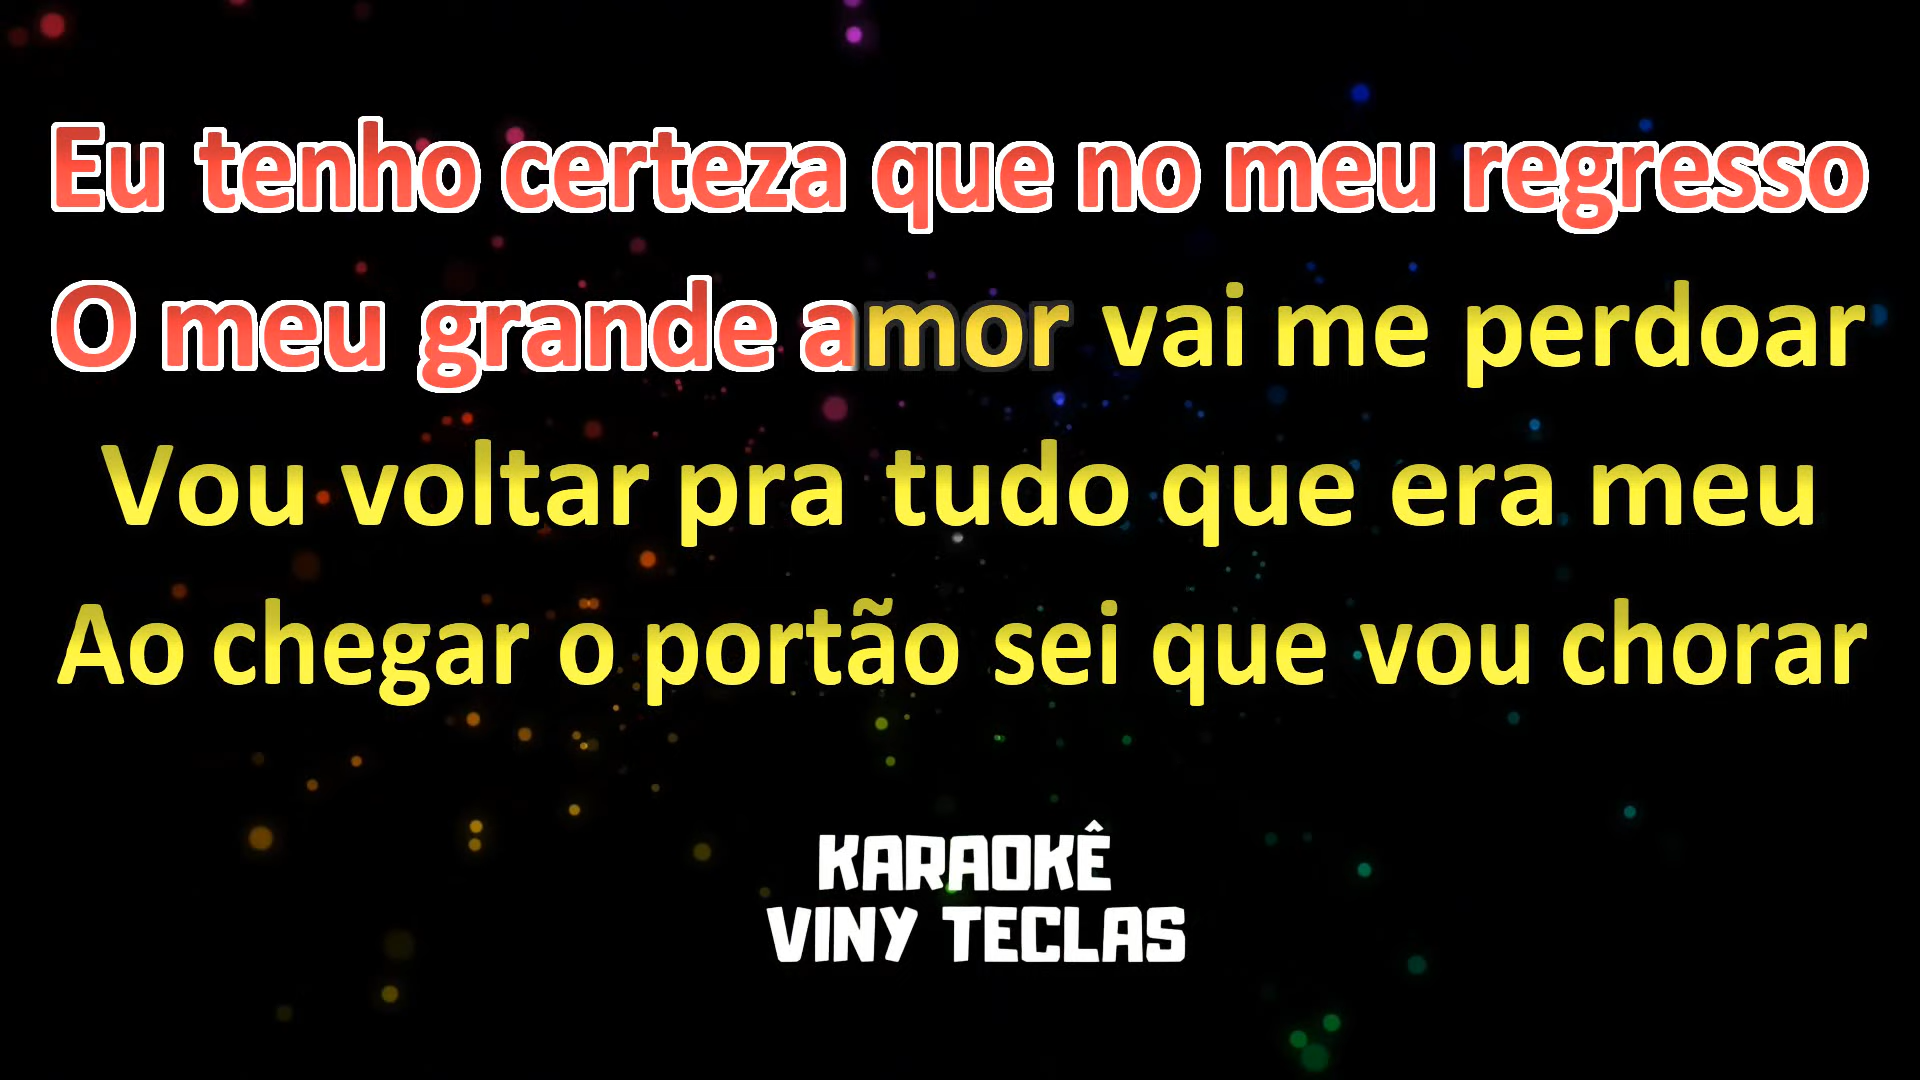 Eu tenho certeza que no meu regresso
O meu grande amor vai me perdoar
Vou voltar pra tudo que era meu
Ao chegar o portão sei que vou chorar
KARAOKÊ
VINY TECLAS